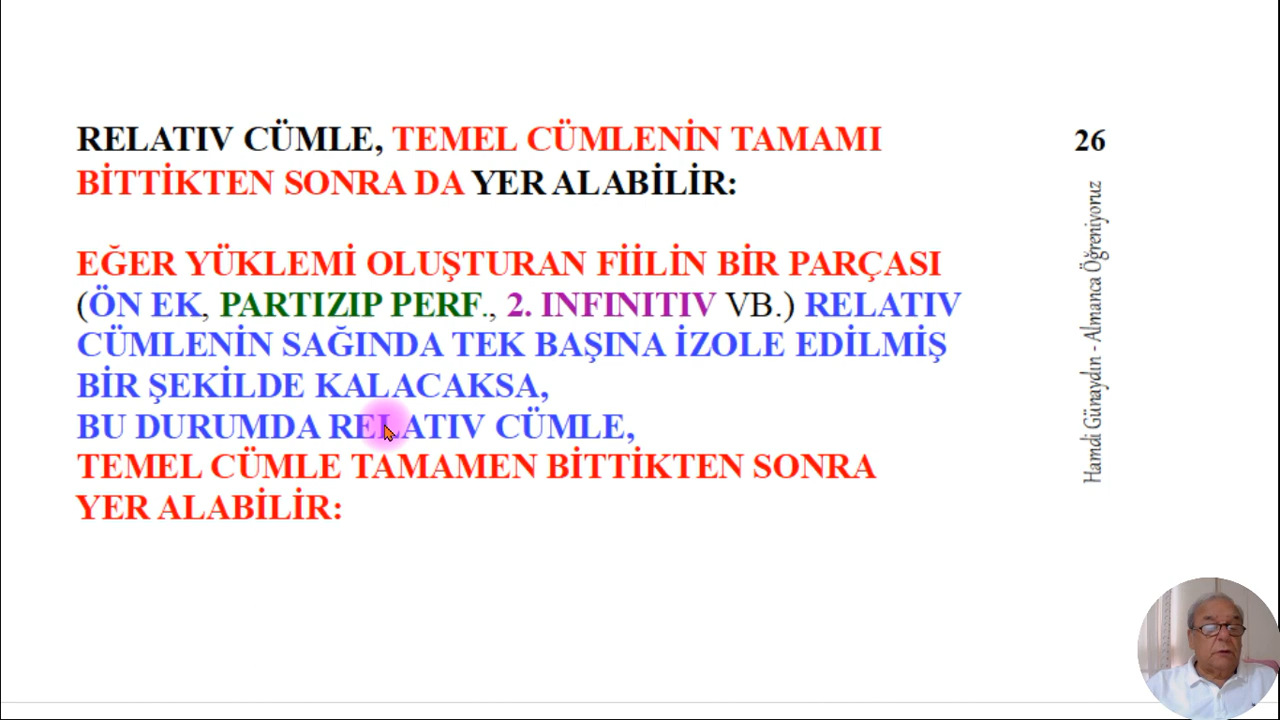 RELATIV CÜMLE, TEMEL CÜMLENİN TAMAMI
BİTTİKTEN SONRA DA YER ALABİLİR:
EĞER YÜKLEMİ OLUŞTURAN FİİLİN BİR PARÇASI
(ÖN EK, PARTIZIP PERF., 2. INFINITIV VB.) RELATIV
CÜMLENİN SAĞINDA TEK BAŞINA İZOLE EDİLMİŞ
BİR ŞEKİLDE KALACAKSA,
BU DURUMDA RELATIV CÜMLE,
TEMEL CÜMLE TAMAMEN BİTTİKTEN SONRA
YER ALABİLİR:
26
Hamdi Günaydın - Almanca Öğreniyoruz